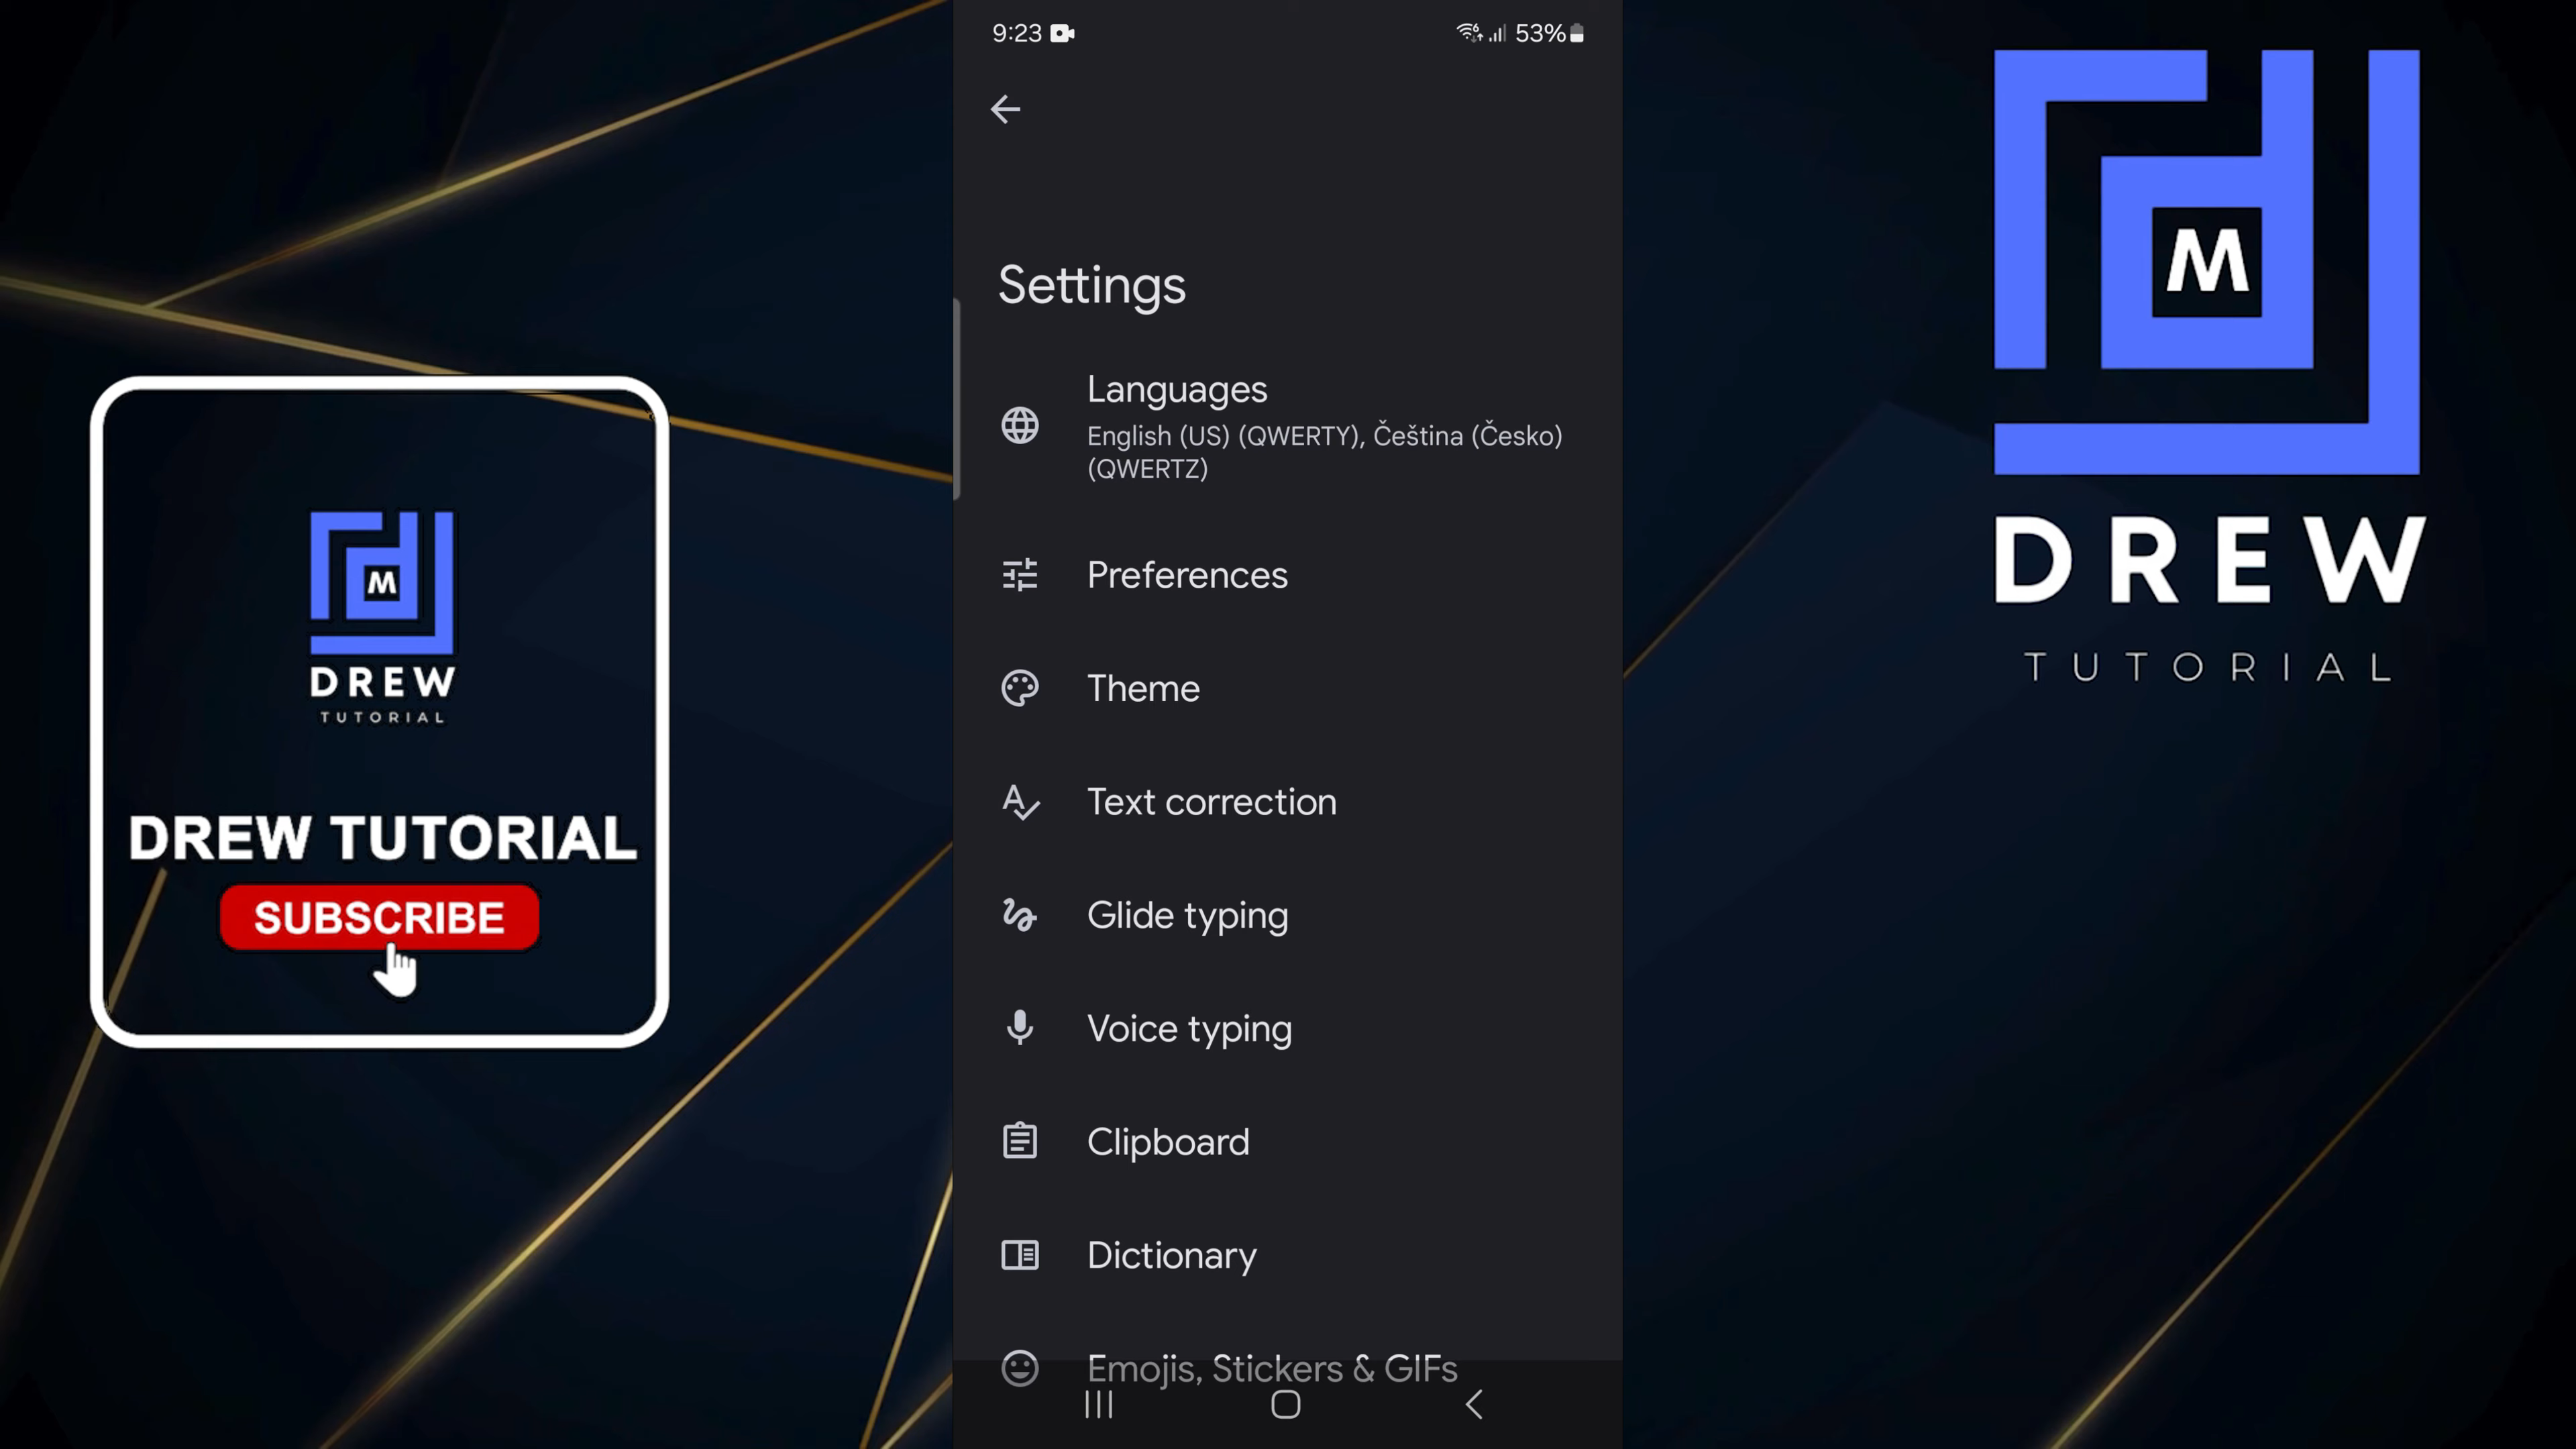 9:23
53%
Settings
Languages
English (US) (QWERTY), Čeština (Česko)
(QWERTZ)
Preferences
Theme
Text correction
Glide typing
Voice typing
Clipboard
Dictionary
Emojis, Stickers & GIFs
M
DREW
TUTORIAL
DREW TUTORIAL
SUBSCRIBE
M
DREW
TUTORIAL